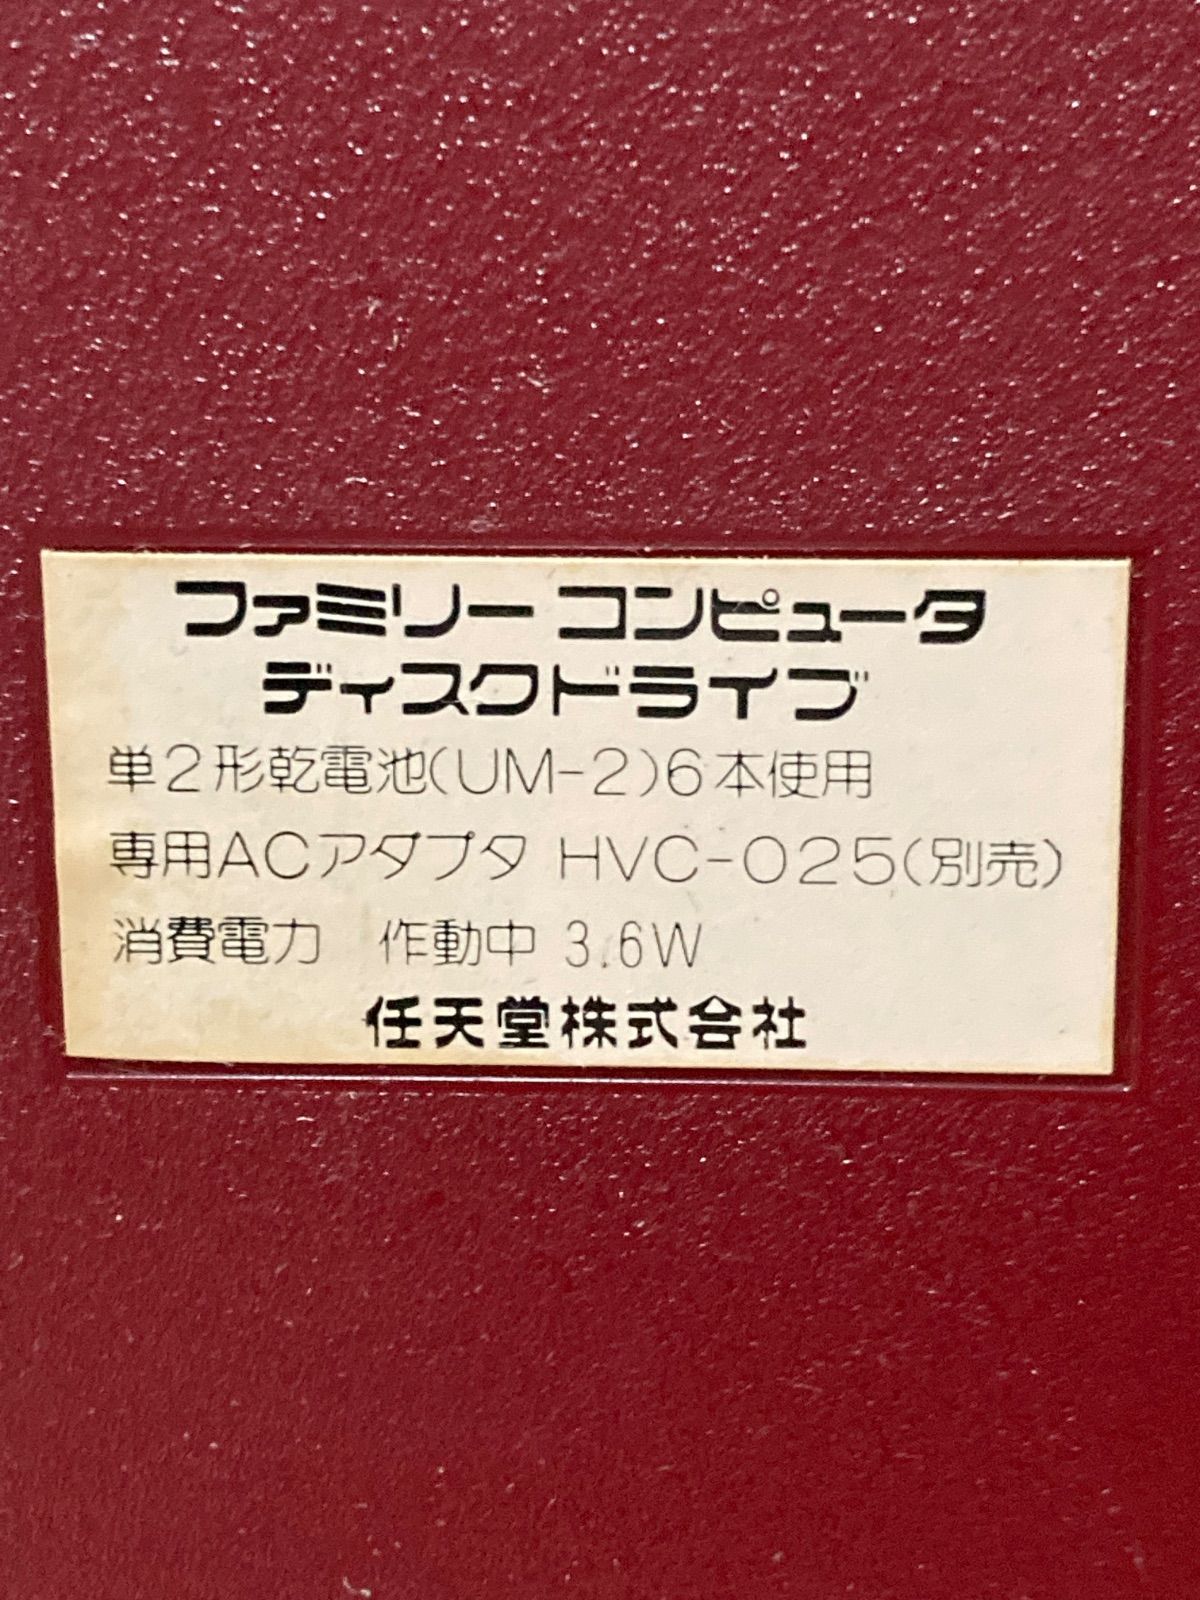 ファミリー コンピュータ
ディスクドライブ
単2形乾電池(UM-2)6本使用
専用ACアダプタ HVC-025(別売)
消費電力 作動中 3.6W
任天堂株式会社